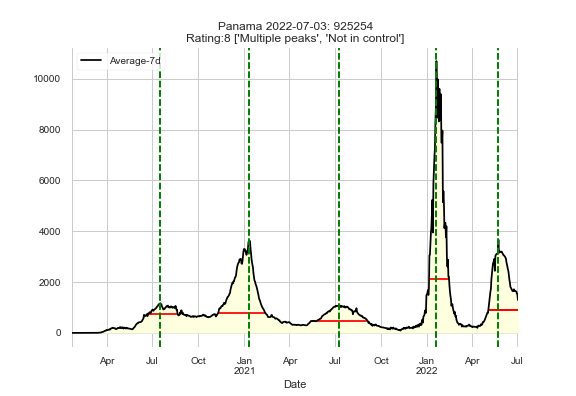 Panama 2022-07-03: 925254
Rating:8 ['Multiple peaks', 'Not in control']
Average-7d
10000
8000
6000
4000
2000
0
Apr Jul Oct Jan Apr Jul Oct Jan Apr Jul
2021 2022
Date